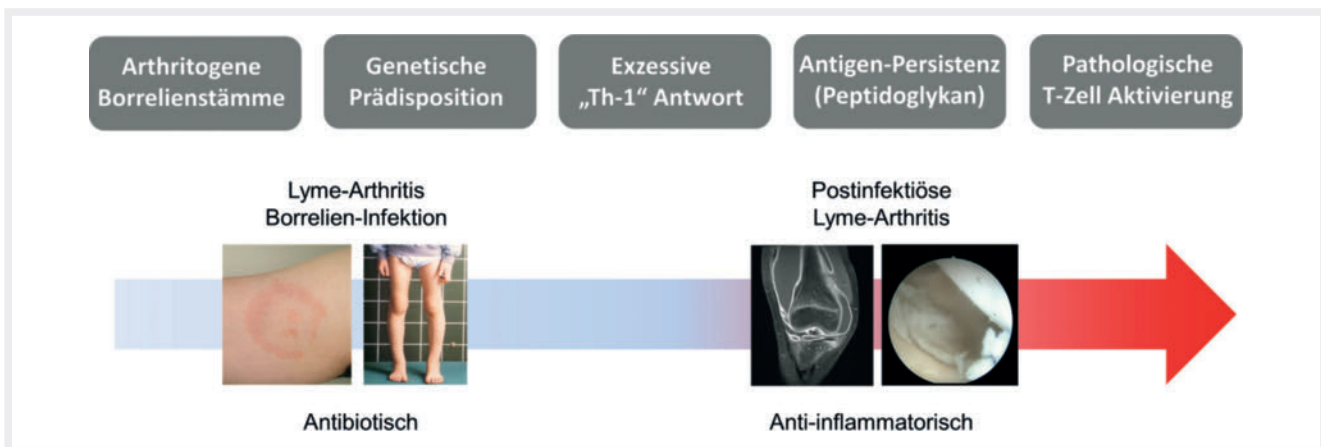 Arthritogene
Borrelienstämme
Genetische
Prädisposition
Exzessive
„Th-1“ Antwort
Antigen-Persistenz
(Peptidoglykan)
Pathologische
T-Zell Aktivierung
Lyme-Arthritis
Borrelien-Infektion
Postinfektiöse
Lyme-Arthritis
Antibiotisch
Anti-inflammatorisch